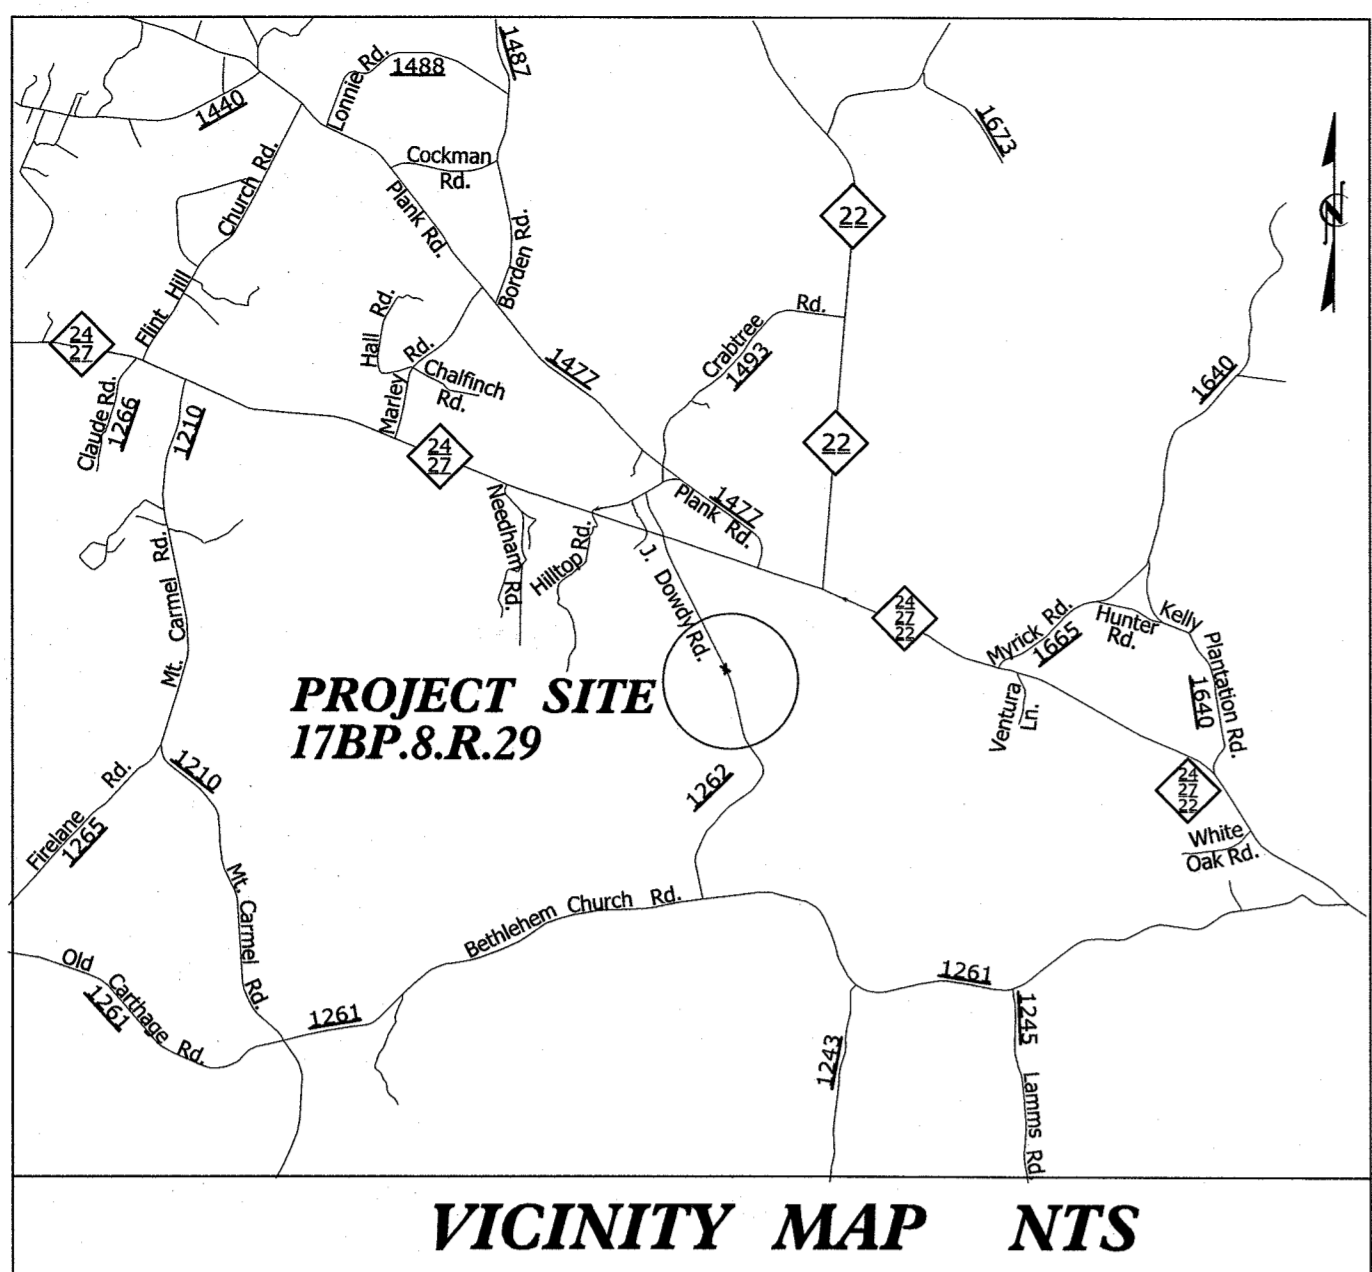 1487
Lonnie Rd.
1488
1440
1673
Cockman
Rd.
Church Rd.
Plank Rd.
22
N
Borden Rd.
Flint Hill
Hall Rd.
Rd.
24
27
Crabtree
1493
Marley Rd.
Chalfinch
Rd.
1477
1640
Claude Rd.
1266
1210
22
24
27
Needham Rd.
1477
Plank Rd.
Hilltop Rd.
J. Dowdy Rd.
Mt. Carmel Rd.
24
27
22
Myrick Rd.
1665
Hunter
Rd.
Kelly Plantation Rd.
1640
PROJECT SITE
17BP.8.R.29
Ventura
Ln.
1210
1262
24
27
22
Firelane Rd.
1265
White
Oak Rd.
Mt. Carmel Rd.
Bethlehem Church Rd.
Old Carthage Rd.
1261
1261
1261
1245
Lamms Rd.
1243
VICINITY MAP NTS